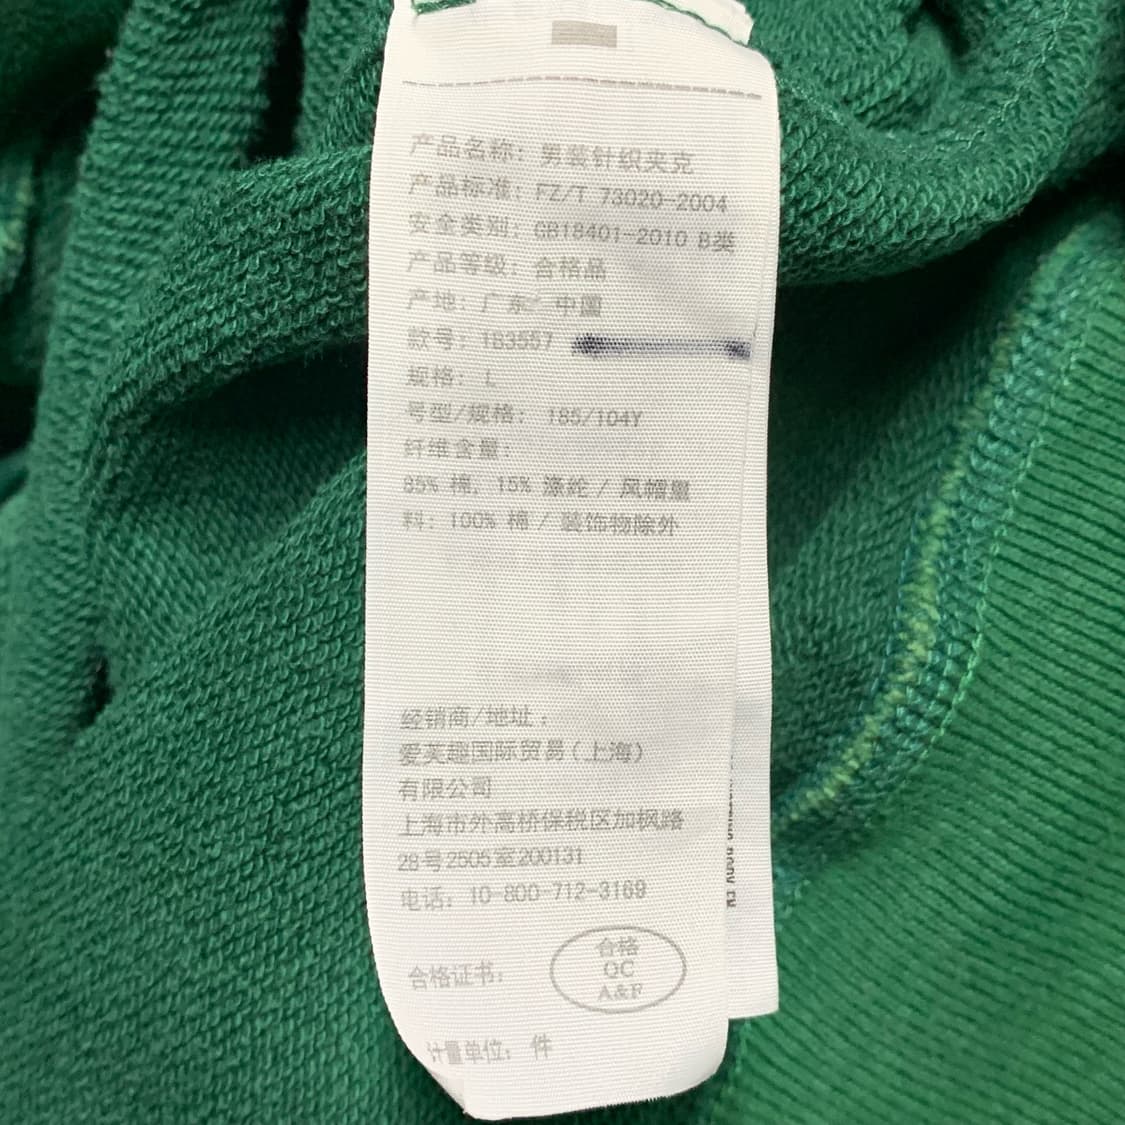 产品名称: 男装针织夹克
产品标准: FZ/T 73020-2004
安全类别: GB18401-2010 B类
产品等级: 合格品
产地: 广东 中国
款号: 183557
规格: L
号型/规格: 185/104Y
纤维含量:
85% 棉, 15% 涤纶 / 风帽里
料: 100% 棉 / 装饰物除外
经销商/地址:
爱芙趣国际贸易(上海)
有限公司
上海市外高桥保税区加枫路
28号2505室200131
电话: 10-800-712-3169
合格证书:
合格
QC
A&F
计量单位: 件